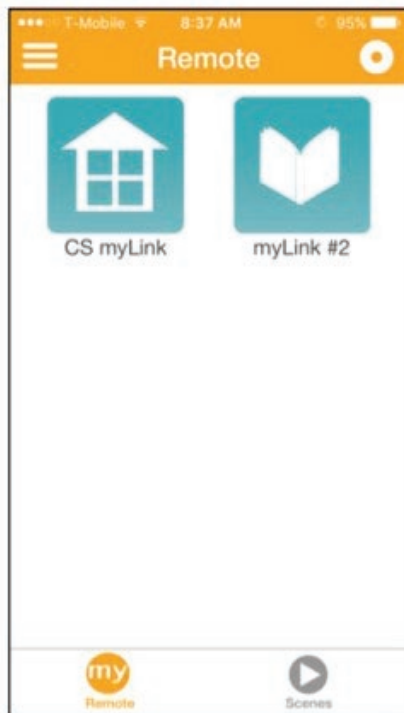 T-Mobile 8:37 AM 95%
Remote
CS myLink myLink #2
my
Remote Scenes